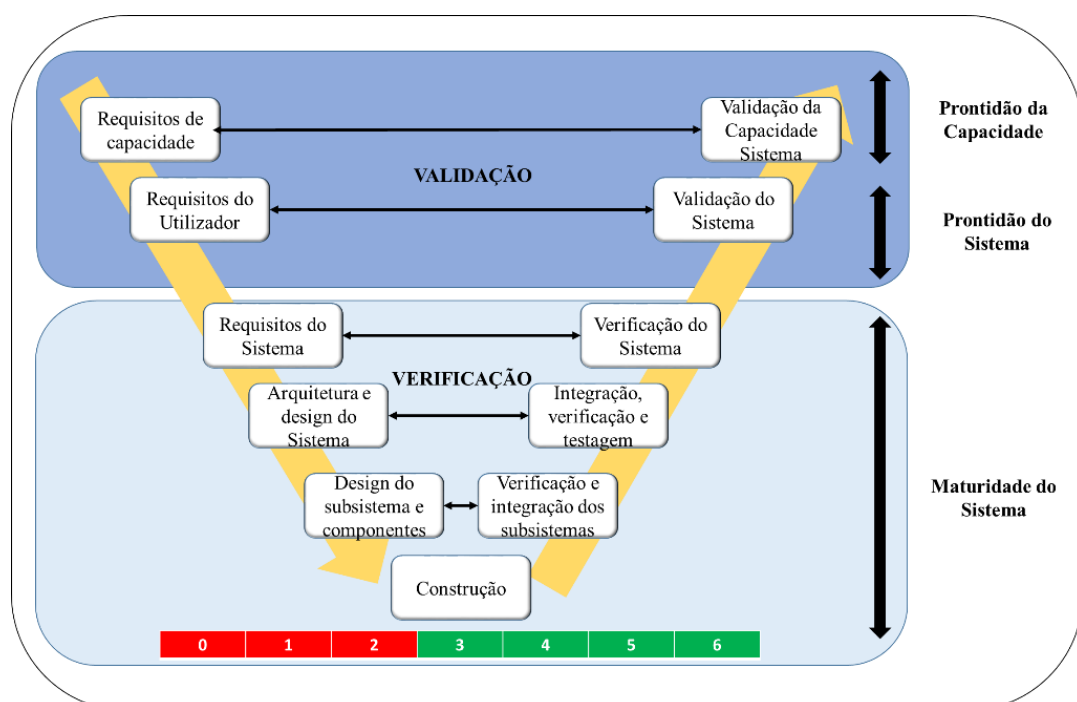 Requisitos de
capacidade
Validação da
Capacidade
Sistema
Prontidão da
Capacidade
VALIDAÇÃO
Requisitos do
Utilizador
Validação do
Sistema
Prontidão do
Sistema
Requisitos do
Sistema
Verificação do
Sistema
VERIFICAÇÃO
Arquitetura e
design do
Sistema
Integração,
verificação e
testagem
Design do
subsistema e
componentes
Verificação e
integração dos
subsistemas
Maturidade do
Sistema
Construção
0 1 2 3 4 5 6